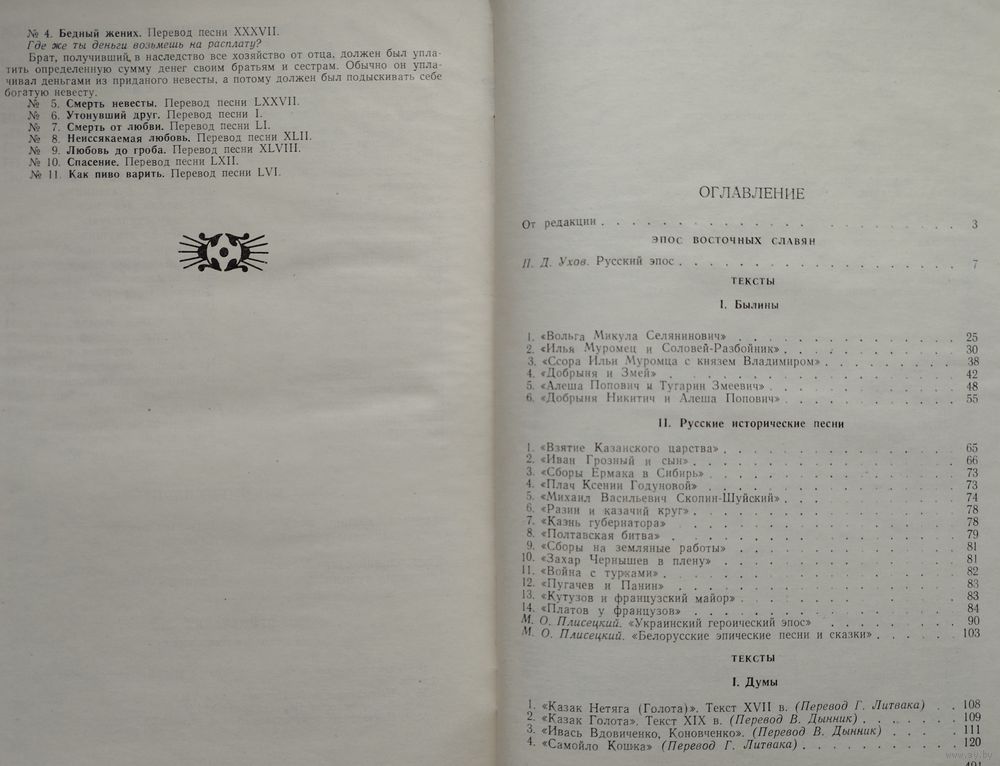 № 4. Бедный жених. Перевод песни XXXVII.
Где же ты деньги возьмешь на расплату?
Брат, получивший в наследство все хозяйство от отца, должен был упла-
тить определенную сумму денег своим братьям и сестрам. Обычно он упла-
чивал деньгами из приданого невесты, а потому должен был подыскивать себе
богатую невесту.
№ 5. Смерть невесты. Перевод песни LXXVII.
№ 6. Утонувший друг. Перевод песни I.
№ 7. Смерть от любви. Перевод песни LI.
№ 8. Неиссякаемая любовь. Перевод песни XLII.
№ 9. Любовь до гроба. Перевод песни XLVIII.
№ 10. Спасение. Перевод песни LXII.
№ 11. Как пиво варить. Перевод песни LVI.
ОГЛАВЛЕНИЕ
От редакции . . . . . . . . . . . . . . . 3
ЭПОС ВОСТОЧНЫХ СЛАВЯН
П. Д. Ухов. Русский эпос . . . . . . . . . . . . 7
ТЕКСТЫ
I. Былины
1. «Вольга Микула Селянинович» . . . . . . . . . . 25
2. «Илья Муромец и Соловей-Разбойник» . . . . . . . . 30
3. «Ссора Ильи Муромца с князем Владимиром» . . . . . . 38
4. «Добрыня и Змей» . . . . . . . . . . . . 42
5. «Алеша Попович и Тугарин Змеевич» . . . . . . . . 48
6. «Добрыня Никитич и Алеша Попович» . . . . . . . . 55
II. Русские исторические песни
1. «Взятие Казанского царства» . . . . . . . . . . 65
2. «Иван Грозный и сын» . . . . . . . . . . . 66
3. «Сборы Ермака в Сибирь» . . . . . . . . . . 73
4. «Плач Ксении Годуновой» . . . . . . . . . . 73
5. «Михаил Васильевич Скопин-Шуйский» . . . . . . . . 74
6. «Разин и казачий круг» . . . . . . . . . . . 78
7. «Казнь губернатора» . . . . . . . . . . . 78
8. «Полтавская битва» . . . . . . . . . . . . 79
9. «Сборы на земляные работы» . . . . . . . . . 81
10. «Захар Чернышев в плену» . . . . . . . . . . 81
11. «Война с турками» . . . . . . . . . . . . 82
12. «Пугачев и Панин» . . . . . . . . . . . 83
13. «Кутузов и французский майор» . . . . . . . . . 83
14. «Платов у французов» . . . . . . . . . . . 84
М. О. Плисецкий. «Украинский героический эпос» . . . . . . 90
М. О. Плисецкий. «Белорусские эпические песни и сказки» . . . . 103
ТЕКСТЫ
I. Думы
1. «Казак Нетяга (Голота)». Текст XVII в. (Перевод Г. Литвака) . . 108
2. «Казак Голота». Текст XIX в. (Перевод В. Дынник) . . . . . 109
3. «Ивась Вдовиченко, Коновченко». (Перевод В. Дынник) . . . . 111
4. «Самойло Кошка» (Перевод Г. Литвака) . . . . . . . . 120
www.ay.by